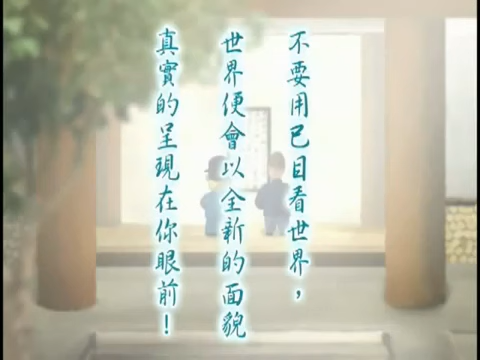 不要用己目看世界，
世界便會以全新的面貌
真實的呈現在你眼前！